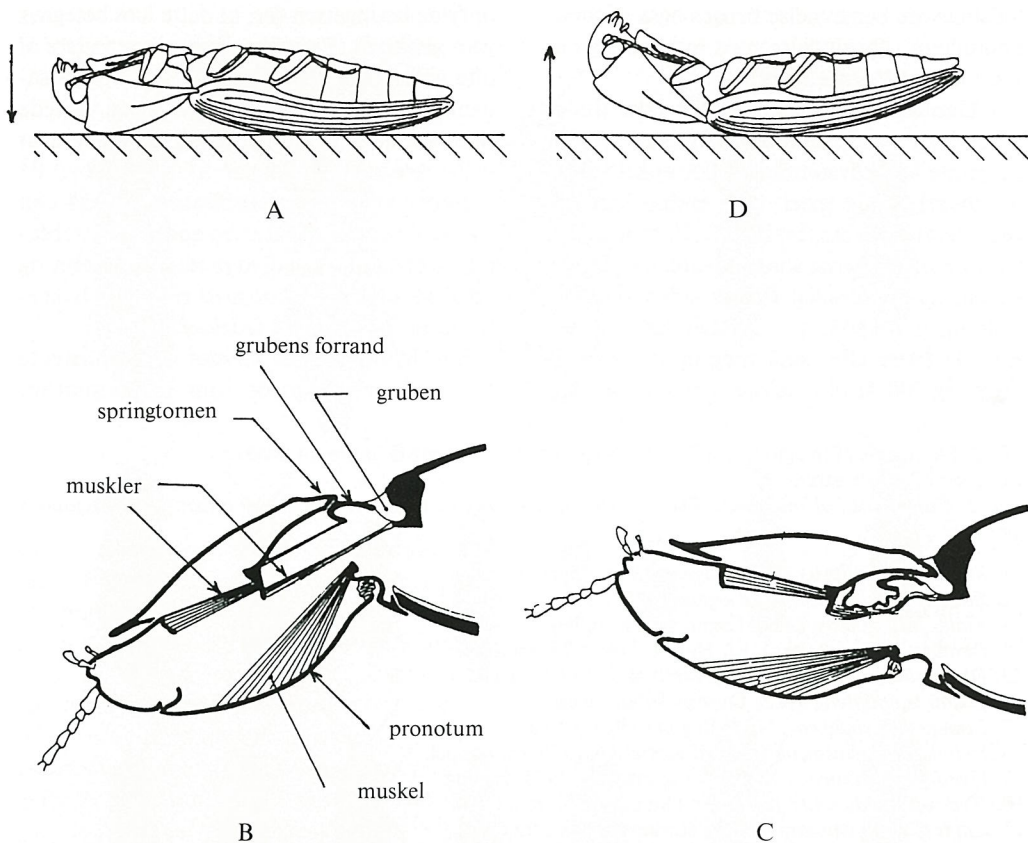 A
D
grubens forrand
gruben
springtornen
muskler
pronotum
muskel
B
C